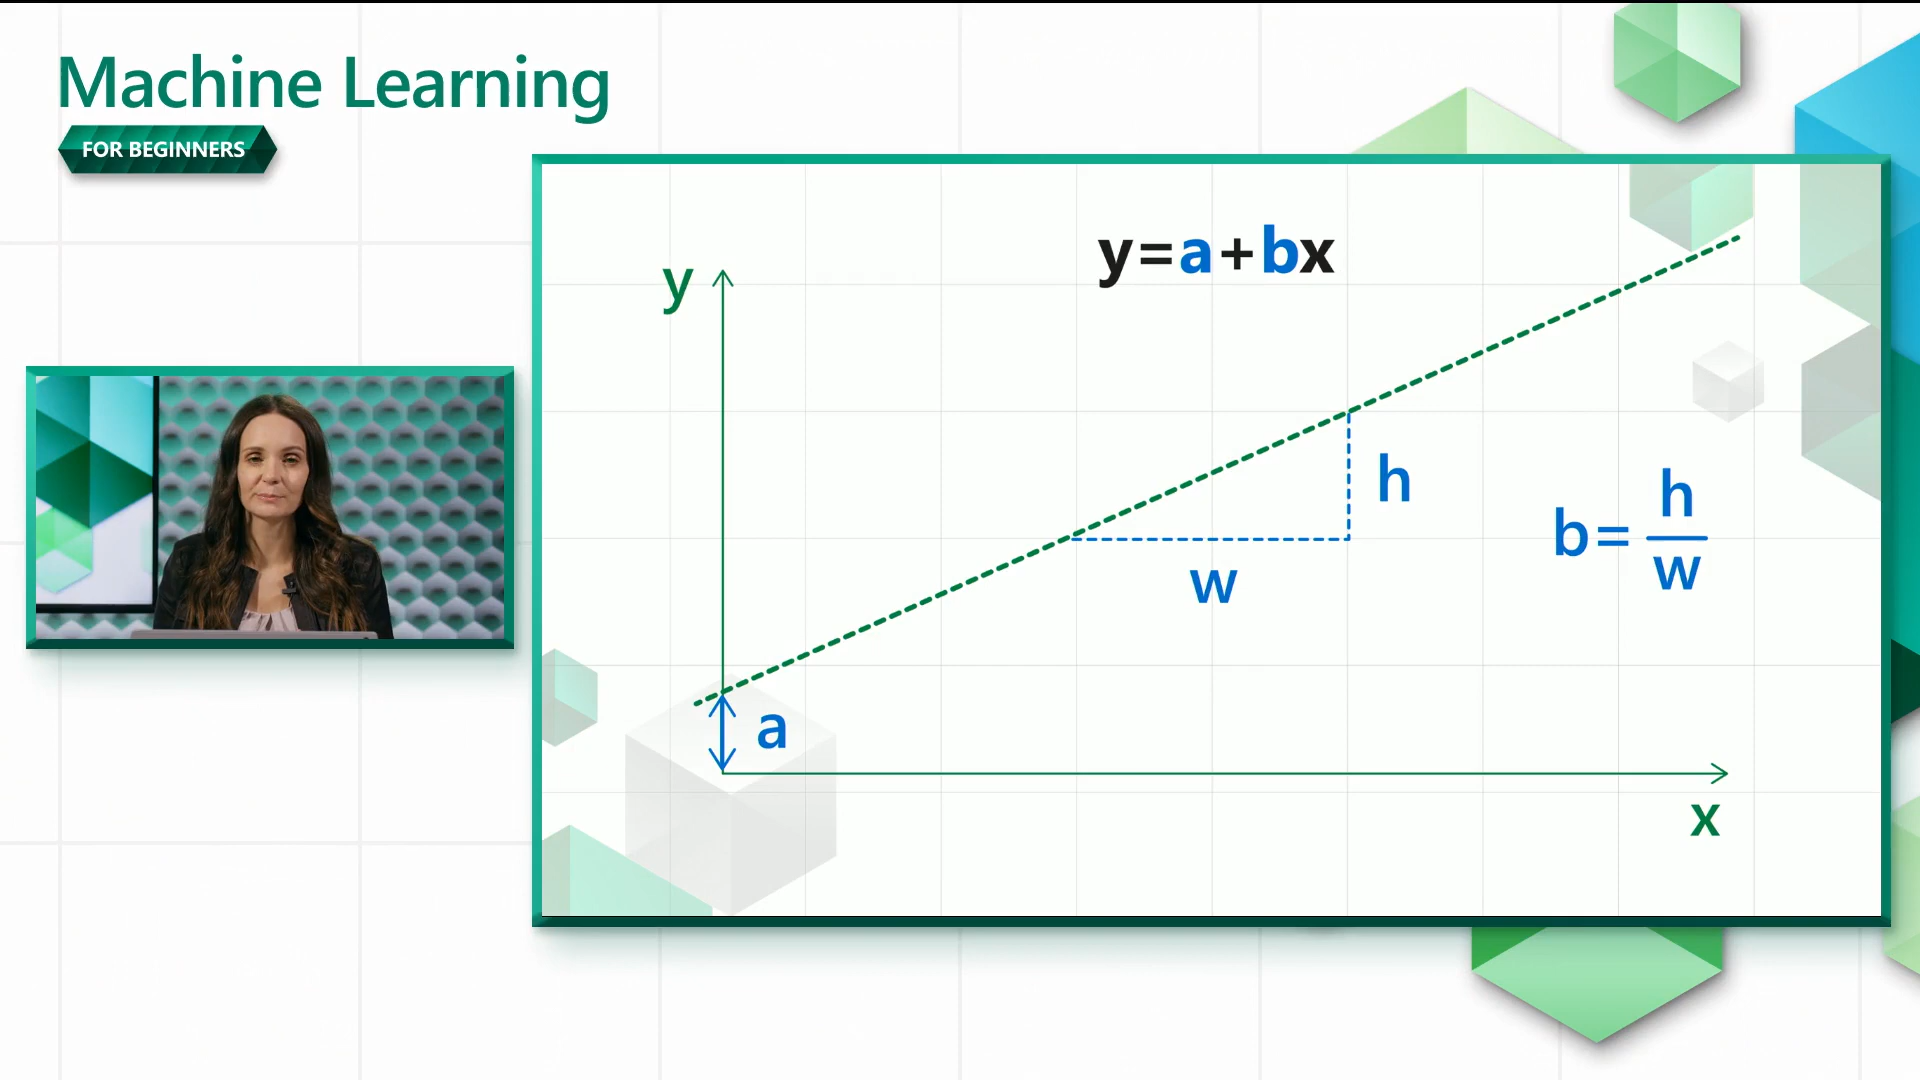 Machine Learning
FOR BEGINNERS
y=a+bx
y
h
b=
h
w
w
a
x